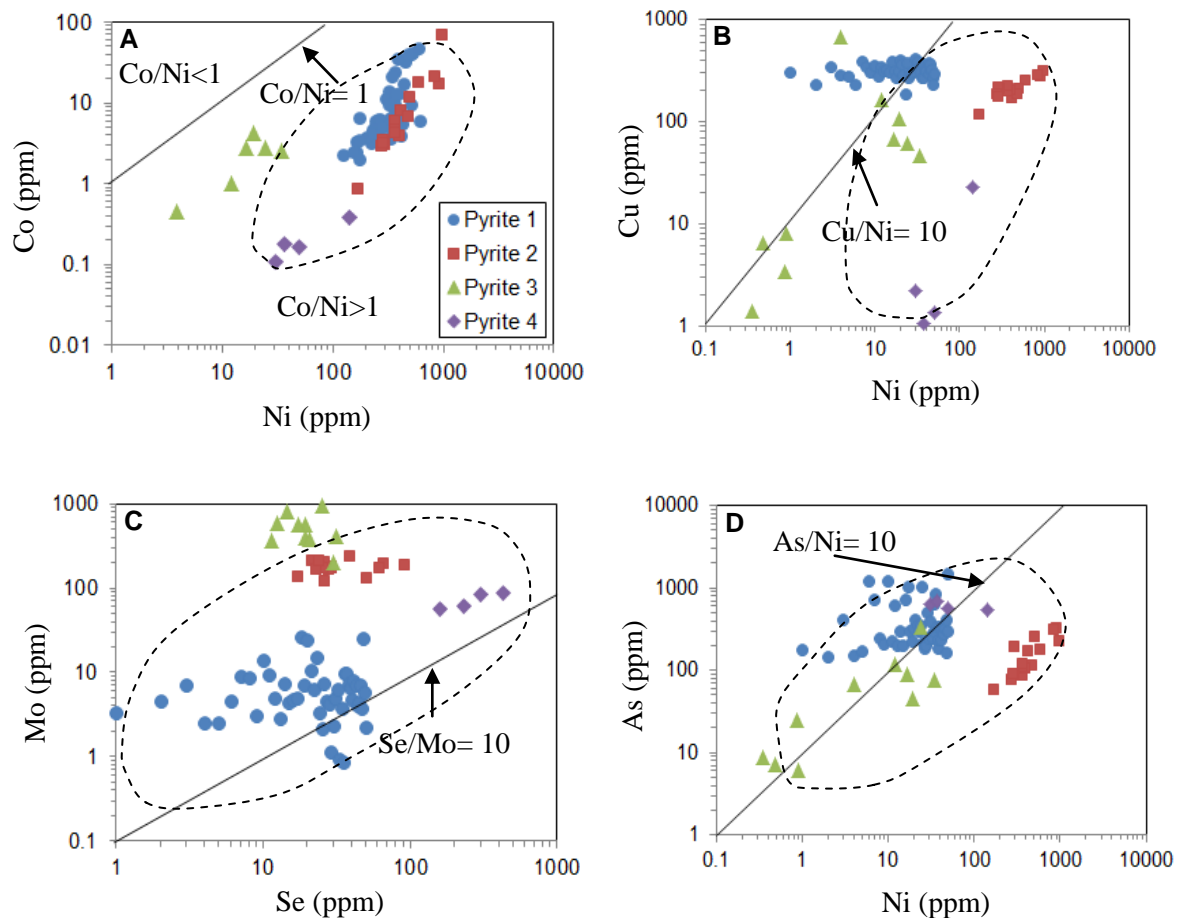 A
Co/Ni<1
Co/Ni= 1
Co/Ni>1
Pyrite 1
Pyrite 2
Pyrite 3
Pyrite 4
100
10
1
0.1
0.01
Co (ppm)
1
10
100
1000
10000
Ni (ppm)
B
Cu/Ni= 10
1000
100
10
1
Cu (ppm)
0.1
1
10
100
1000
10000
Ni (ppm)
C
Se/Mo= 10
1000
100
10
1
0.1
Mo (ppm)
1
10
100
1000
Se (ppm)
D
As/Ni= 10
10000
1000
100
10
1
As (ppm)
0.1
1
10
100
1000
10000
Ni (ppm)